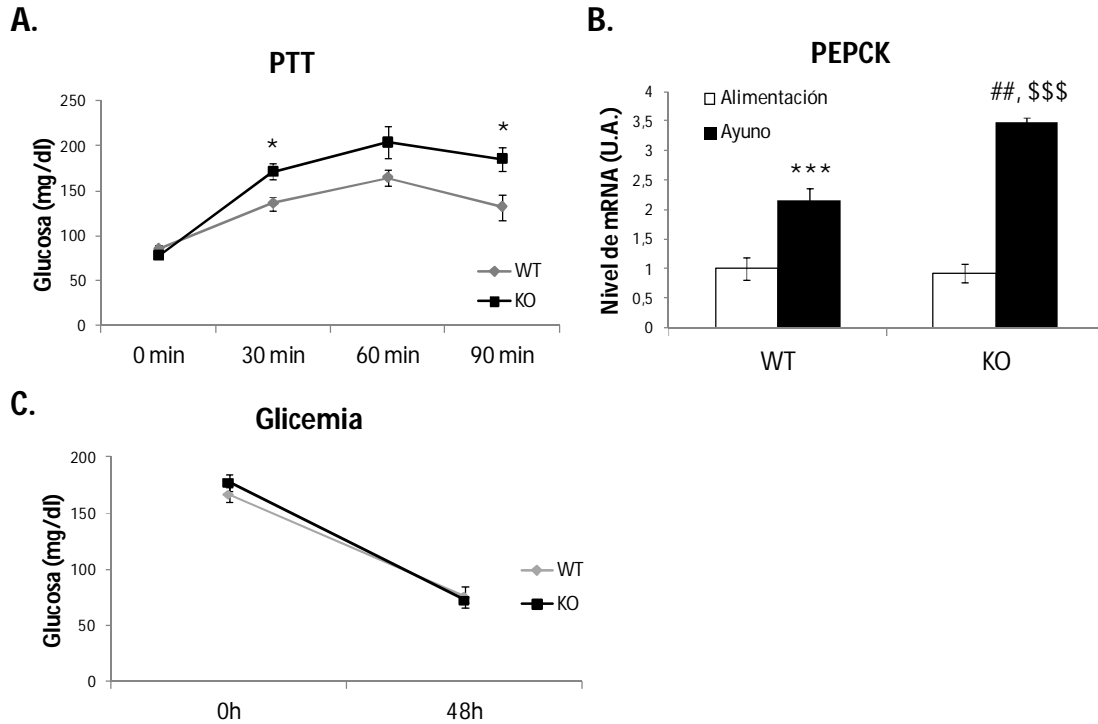 A.
PTT
Glucosa (mg/dl)
250
200
150
100
50
0
*
*
WT
KO
0 min 30 min 60 min 90 min
B.
PEPCK
Nivel de mRNA (U.A.)
4
3,5
3
2,5
2
1,5
1
0,5
0
Alimentación
Ayuno
***
##, $$$
WT KO
C.
Glicemia
Glucosa (mg/dl)
200
150
100
50
0
WT
KO
0h 48h